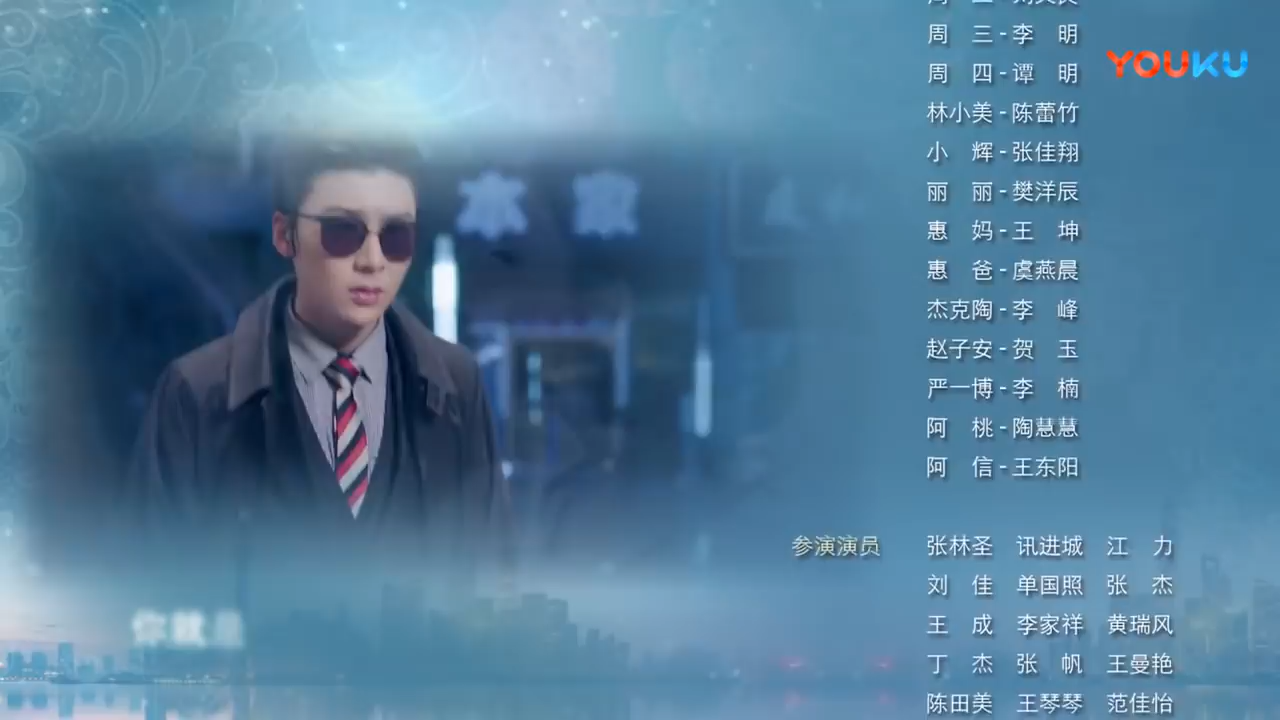 周　三 - 李　明
YOUKU
周　四 - 谭　明
林小美 - 陈蕾竹
小　辉 - 张佳翔
丽　丽 - 樊洋辰
惠　妈 - 王　坤
惠　爸 - 虞燕晨
杰克陶 - 李　峰
赵子安 - 贺　玉
严一博 - 李　楠
阿　桃 - 陶慧慧
阿　信 - 王东阳
参演演员　张林圣　讯进城　江　力
刘　佳　单国照　张　杰
王　成　李家祥　黄瑞风
丁　杰　张　帆　王曼艳
陈田美　王琴琴　范佳怡
你就是